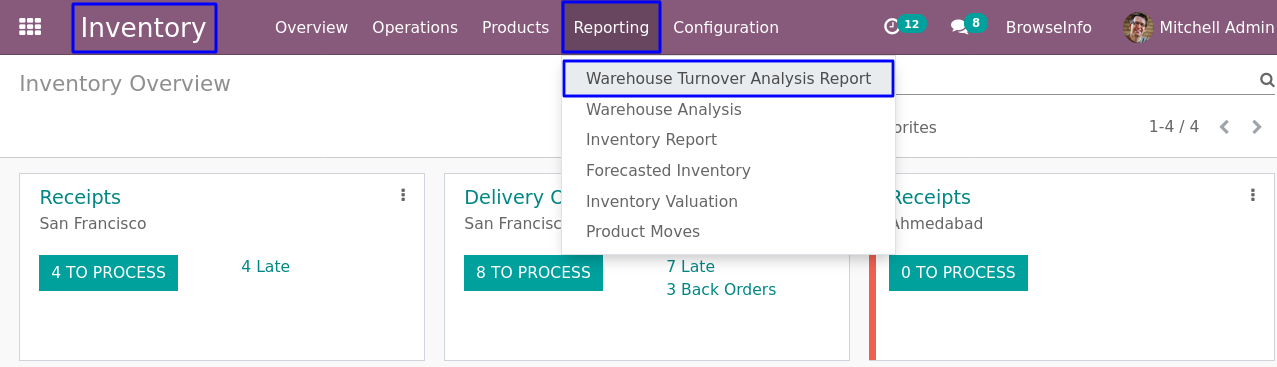 Inventory Overview Operations Products Reporting Configuration 12 8 BrowseInfo Mitchell Admin
Inventory Overview
Warehouse Turnover Analysis Report
Warehouse Analysis
Inventory Report
Forecasted Inventory
Inventory Valuation
Product Moves
orites 1-4 / 4
Receipts
San Francisco
4 TO PROCESS 4 Late
Delivery O
San Francisc
8 TO PROCESS 7 Late
3 Back Orders
Receipts
Ahmedabad
0 TO PROCESS